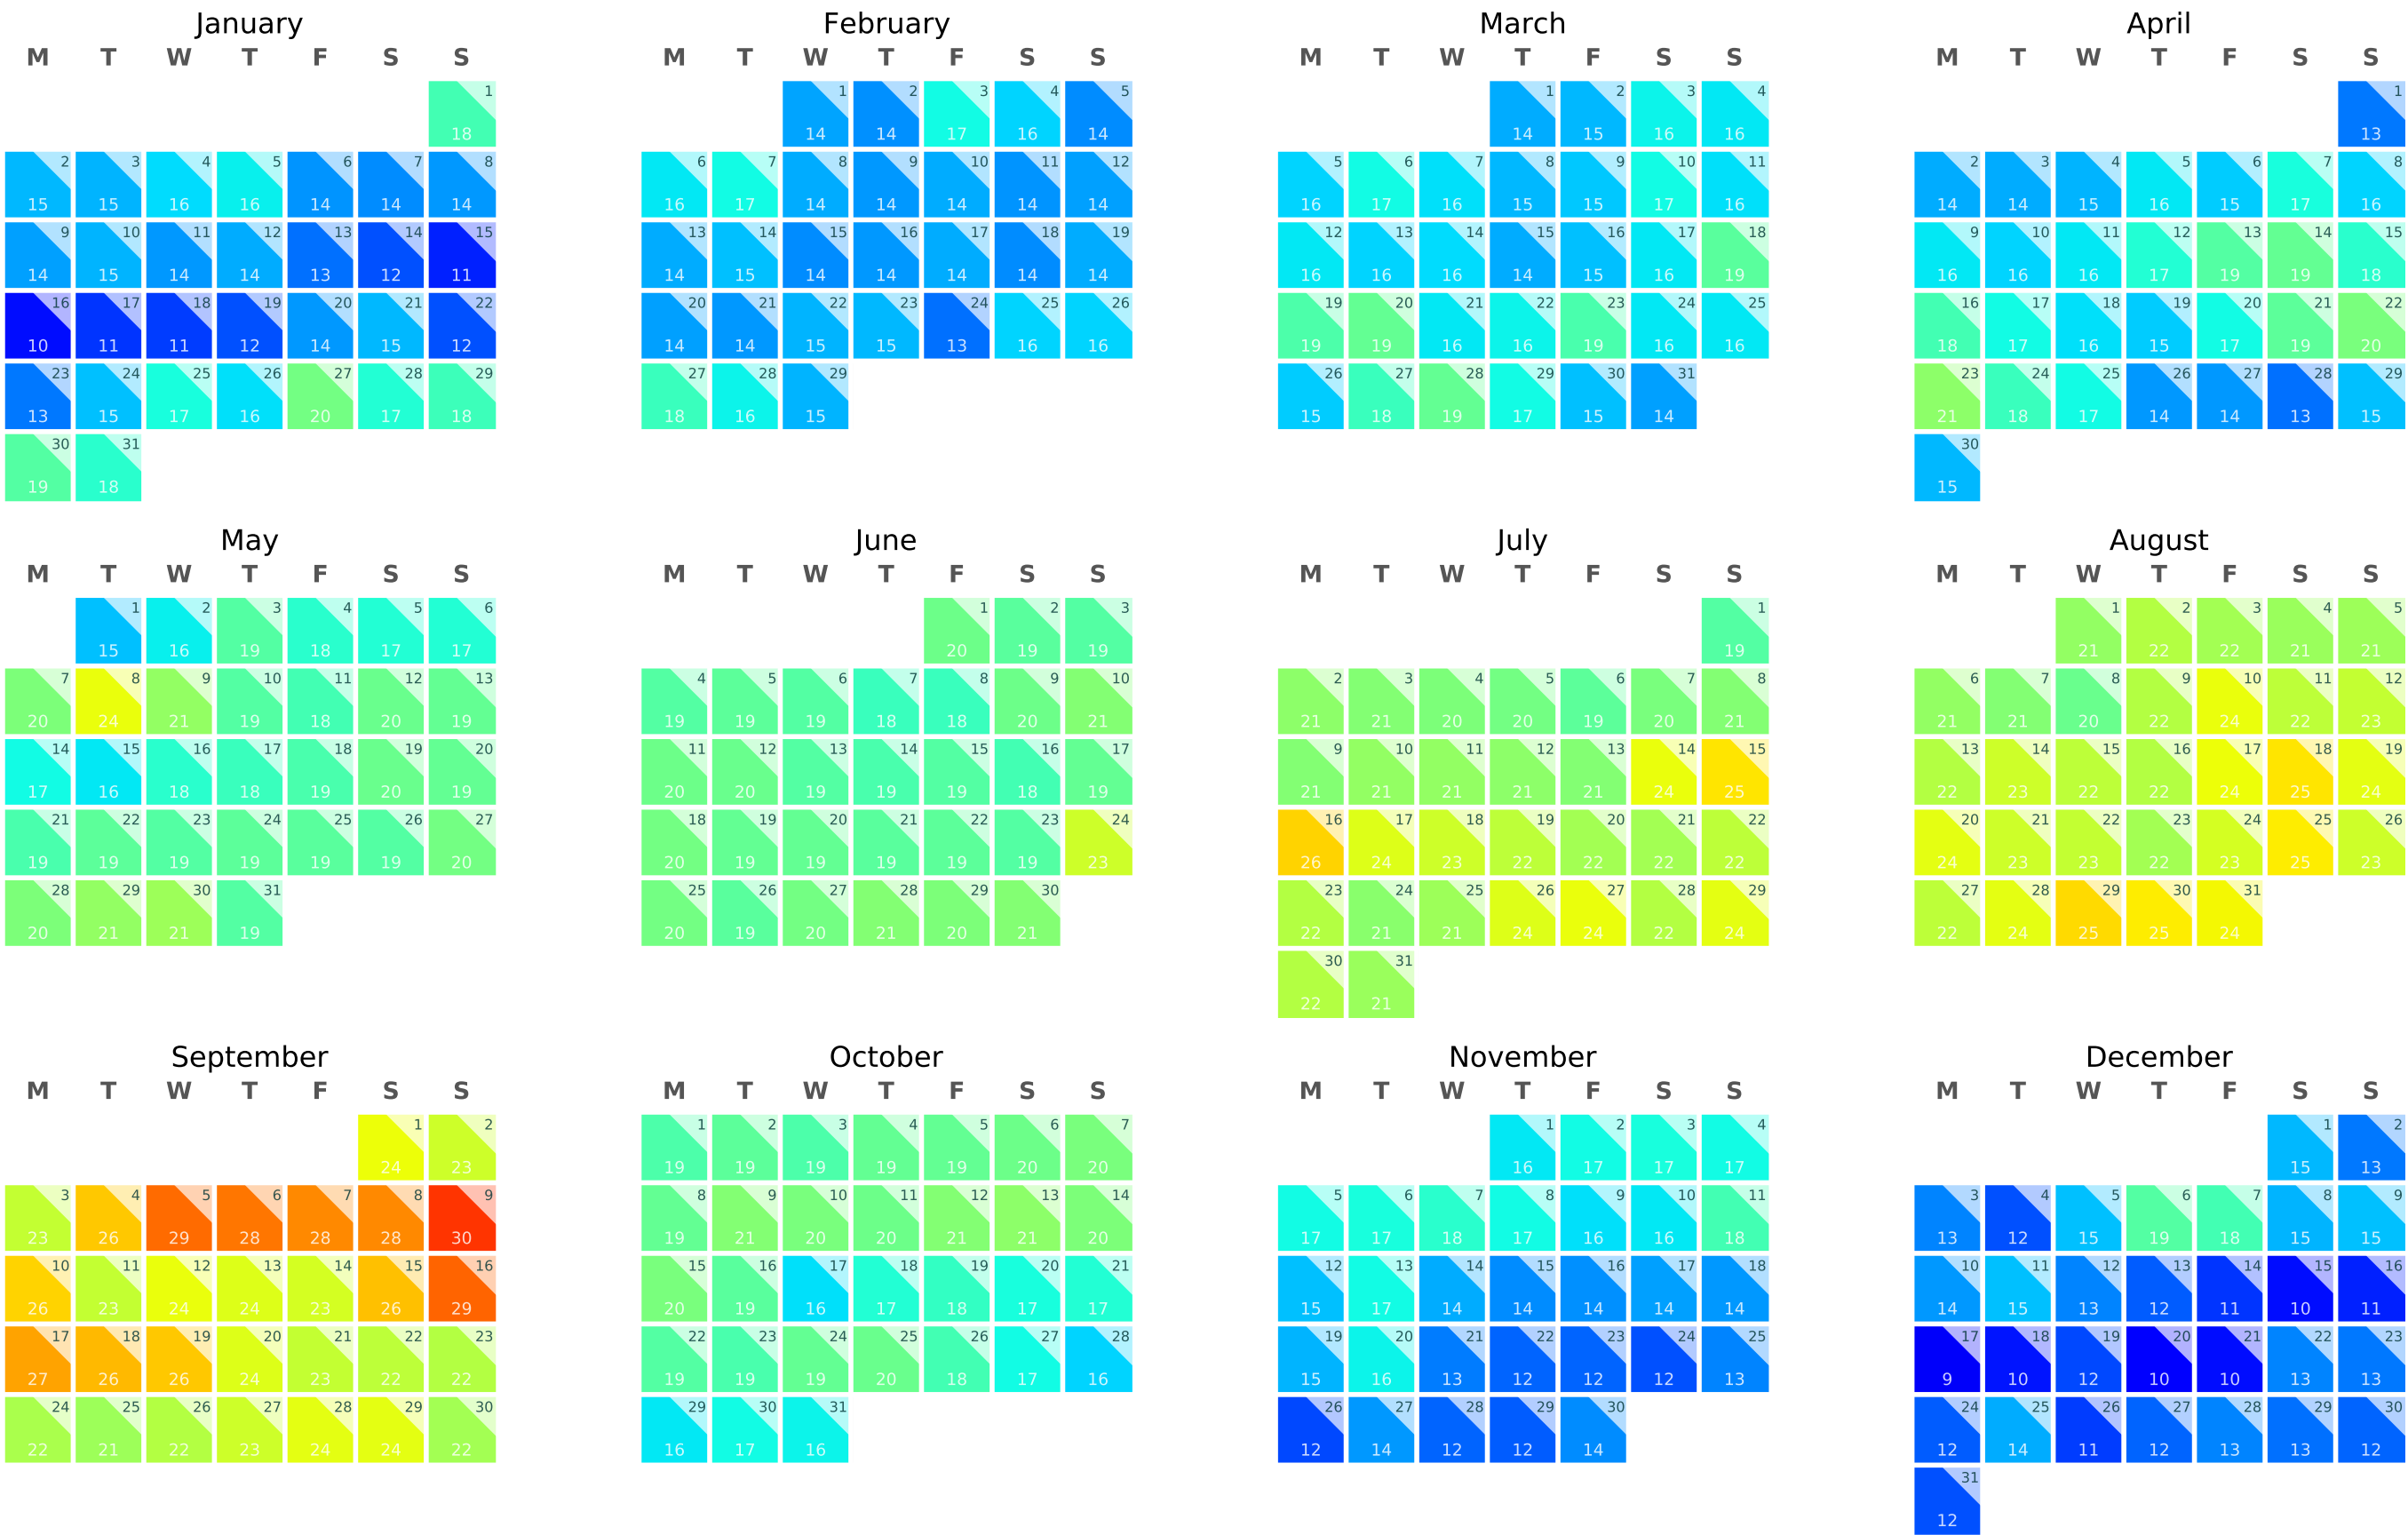 January February March April
M T W T F S S M T W T F S S M T W T F S S M T W T F S S
1 1 2 3 4 5 1 2 3 4 1
18 14 14 17 16 14 14 15 16 16 13
2 3 4 5 6 7 8 6 7 8 9 10 11 12 5 6 7 8 9 10 11 2 3 4 5 6 7 8
15 15 16 16 14 14 14 16 17 14 14 14 14 14 16 17 16 15 15 17 16 14 14 15 16 15 17 16
9 10 11 12 13 14 15 13 14 15 16 17 18 19 12 13 14 15 16 17 18 9 10 11 12 13 14 15
14 15 14 14 13 12 11 14 15 14 14 14 14 14 16 16 16 14 15 16 19 16 16 16 17 19 19 18
16 17 18 19 20 21 22 20 21 22 23 24 25 26 19 20 21 22 23 24 25 16 17 18 19 20 21 22
10 11 11 12 14 15 12 14 14 15 15 13 16 16 19 19 16 16 19 16 16 18 17 16 15 17 19 20
23 24 25 26 27 28 29 27 28 29 26 27 28 29 30 31 23 24 25 26 27 28 29
13 15 17 16 20 17 18 18 16 15 15 18 19 17 15 14 21 18 17 14 14 13 15
30 31 30
19 18 15
May June July August
M T W T F S S M T W T F S S M T W T F S S M T W T F S S
1 2 3 4 5 6 1 2 3 1 1 2 3 4 5
15 16 19 18 17 17 20 19 19 19 21 22 22 21 21
7 8 9 10 11 12 13 4 5 6 7 8 9 10 2 3 4 5 6 7 8 6 7 8 9 10 11 12
20 24 21 19 18 20 19 19 19 19 18 18 20 21 21 21 20 20 19 20 21 21 21 20 22 24 22 23
14 15 16 17 18 19 20 11 12 13 14 15 16 17 9 10 11 12 13 14 15 13 14 15 16 17 18 19
17 16 18 18 19 20 19 20 20 19 19 19 18 19 21 21 21 21 21 24 25 22 23 22 22 24 25 24
21 22 23 24 25 26 27 18 19 20 21 22 23 24 16 17 18 19 20 21 22 20 21 22 23 24 25 26
19 19 19 19 19 19 20 20 19 19 19 19 19 23 26 24 23 22 22 22 22 24 23 23 22 23 25 23
28 29 30 31 25 26 27 28 29 30 23 24 25 26 27 28 29 27 28 29 30 31
20 21 21 19 20 19 20 21 20 21 22 21 21 24 24 22 24 22 24 25 25 24
30 31
22 21
September October November December
M T W T F S S M T W T F S S M T W T F S S M T W T F S S
1 2 1 2 3 4 5 6 7 1 2 3 4 1 2
24 23 19 19 19 19 19 20 20 16 17 17 17 15 13
3 4 5 6 7 8 9 8 9 10 11 12 13 14 5 6 7 8 9 10 11 3 4 5 6 7 8 9
23 26 29 28 28 28 30 19 21 20 20 21 21 20 17 17 18 17 16 16 18 13 12 15 19 18 15 15
10 11 12 13 14 15 16 15 16 17 18 19 20 21 12 13 14 15 16 17 18 10 11 12 13 14 15 16
26 23 24 24 23 26 29 20 19 16 17 18 17 17 15 17 14 14 14 14 14 14 15 13 12 11 10 11
17 18 19 20 21 22 23 22 23 24 25 26 27 28 19 20 21 22 23 24 25 17 18 19 20 21 22 23
27 26 26 24 23 22 22 19 19 19 20 18 17 16 15 16 13 12 12 12 13 9 10 12 10 10 13 13
24 25 26 27 28 29 30 29 30 31 26 27 28 29 30 24 25 26 27 28 29 30
22 21 22 23 24 24 22 16 17 16 12 14 12 12 14 12 14 11 12 13 13 12
31
12